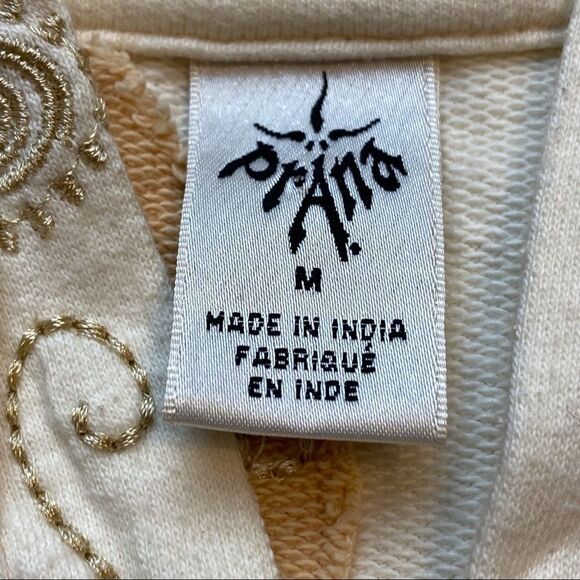 prAna
M
MADE IN INDIA
FABRIQUÉ
EN INDE